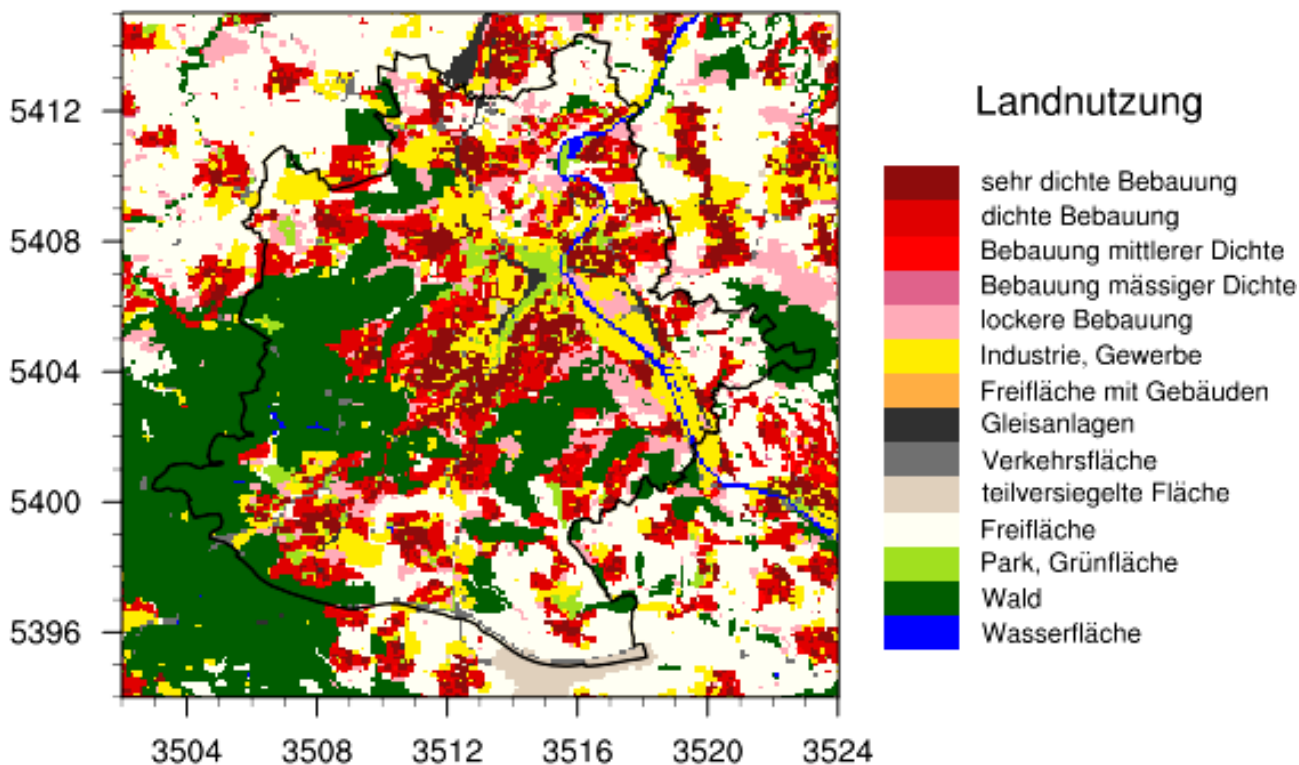 Landnutzung
sehr dichte Bebauung
dichte Bebauung
Bebauung mittlerer Dichte
Bebauung mässiger Dichte
lockere Bebauung
Industrie, Gewerbe
Freifläche mit Gebäuden
Gleisanlagen
Verkehrsfläche
teilversiegelte Fläche
Freifläche
Park, Grünfläche
Wald
Wasserfläche
5412
5408
5404
5400
5396
3504 3508 3512 3516 3520 3524